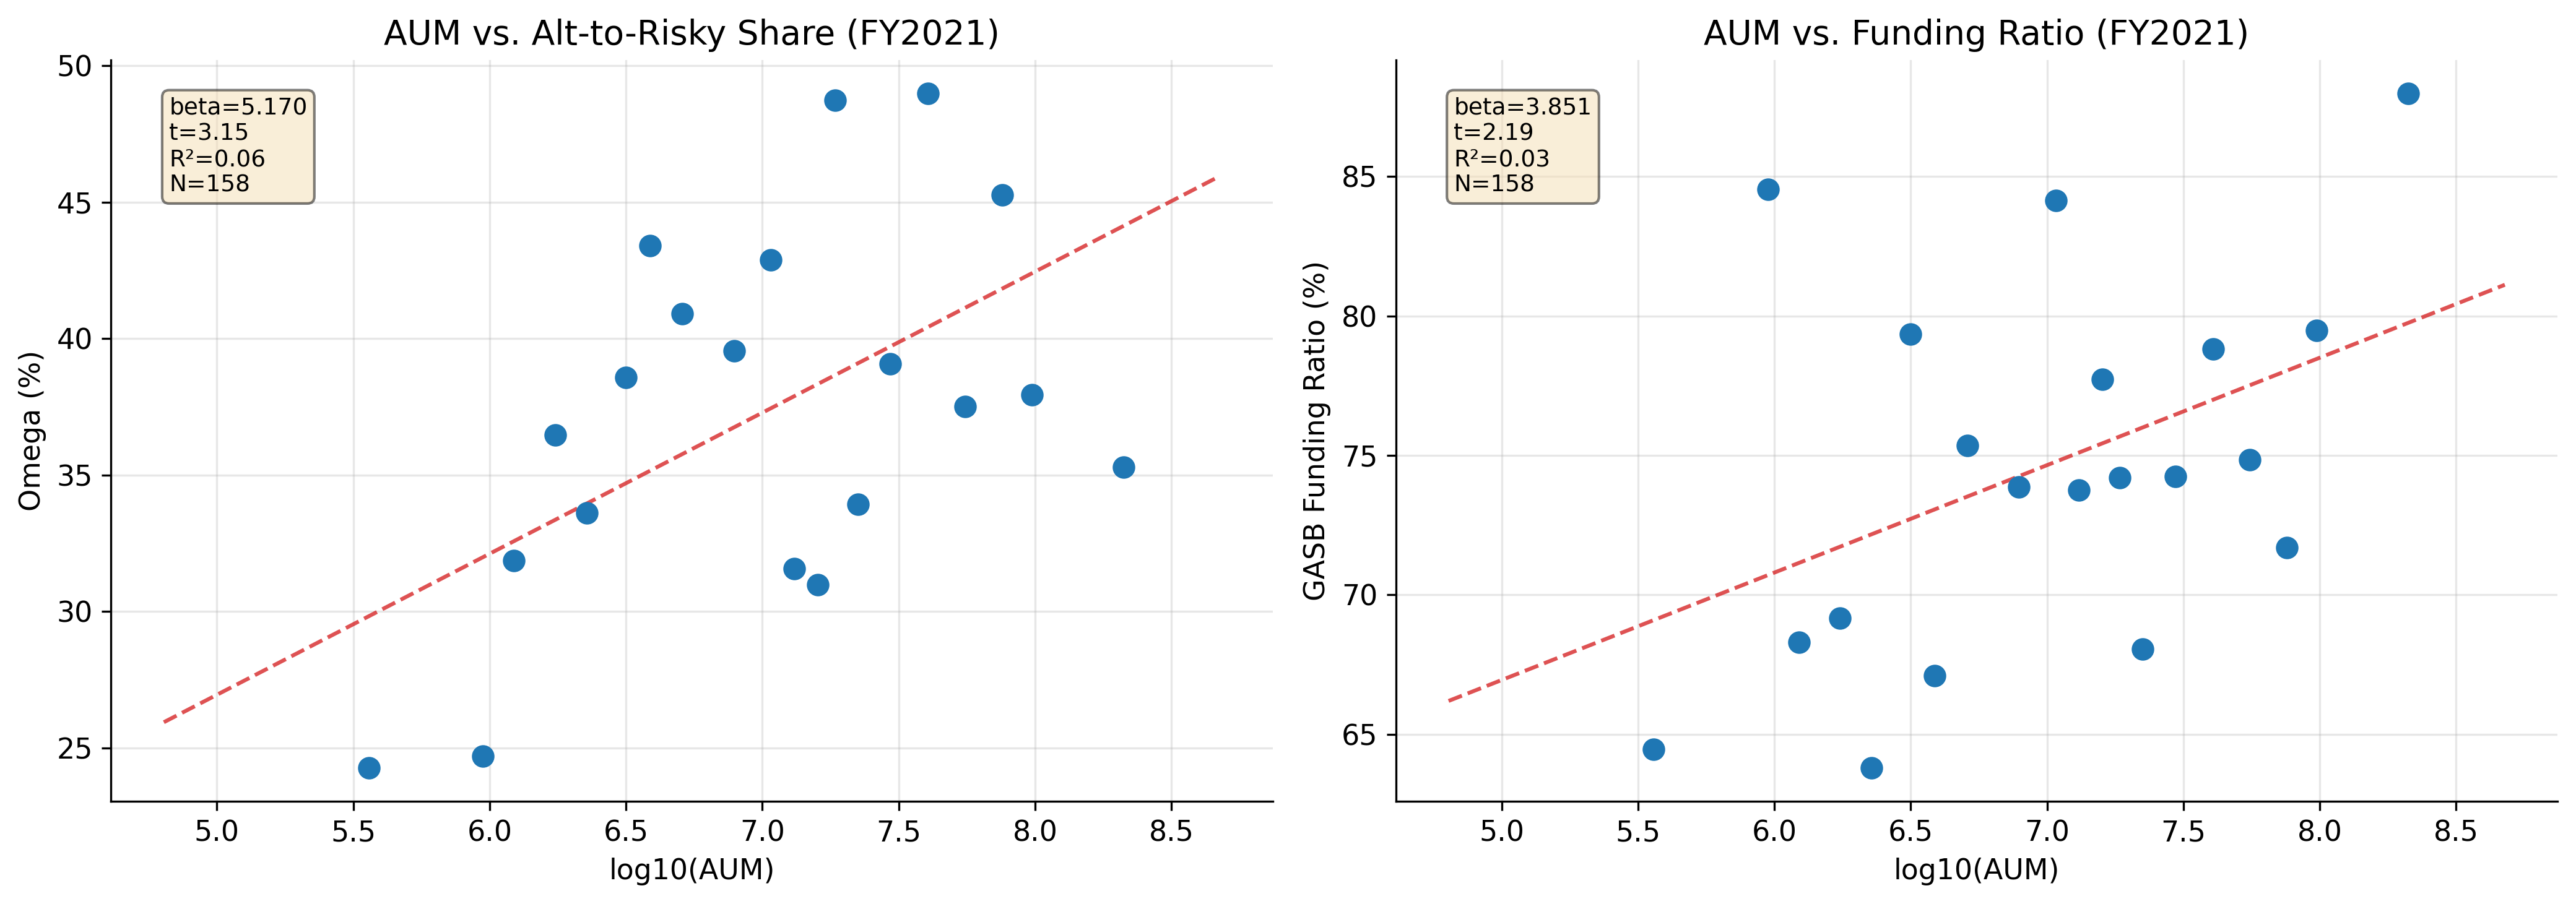 AUM vs. Alt-to-Risky Share (FY2021)
beta=5.170
t=3.15
R²=0.06
N=158
Omega (%)
50
45
40
35
30
25
5.0 5.5 6.0 6.5 7.0 7.5 8.0 8.5
log10(AUM)
AUM vs. Funding Ratio (FY2021)
beta=3.851
t=2.19
R²=0.03
N=158
GASB Funding Ratio (%)
85
80
75
70
65
5.0 5.5 6.0 6.5 7.0 7.5 8.0 8.5
log10(AUM)